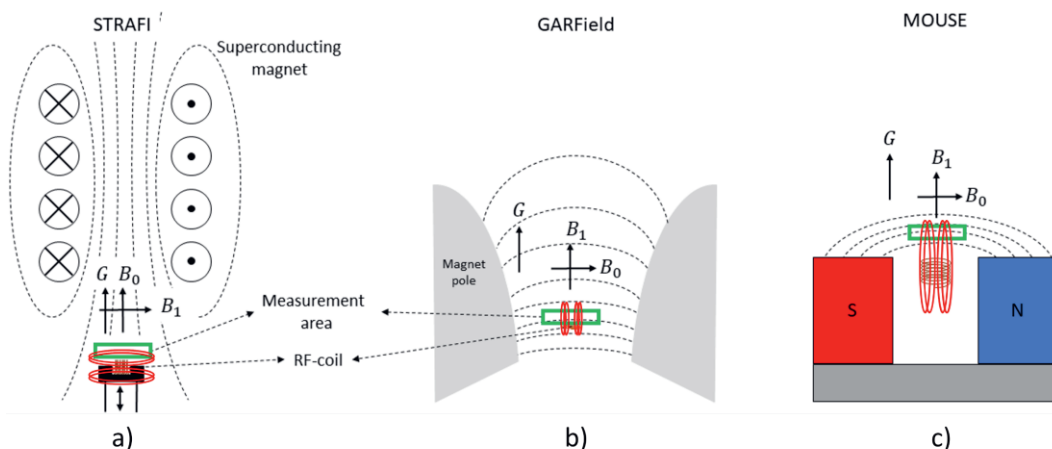 STRAFI
Superconducting
magnet
G
B₀
B₁
Measurement
area
RF-coil
a)
GARField
G
B₁
B₀
Magnet
pole
b)
MOUSE
G
B₁
B₀
S
N
c)